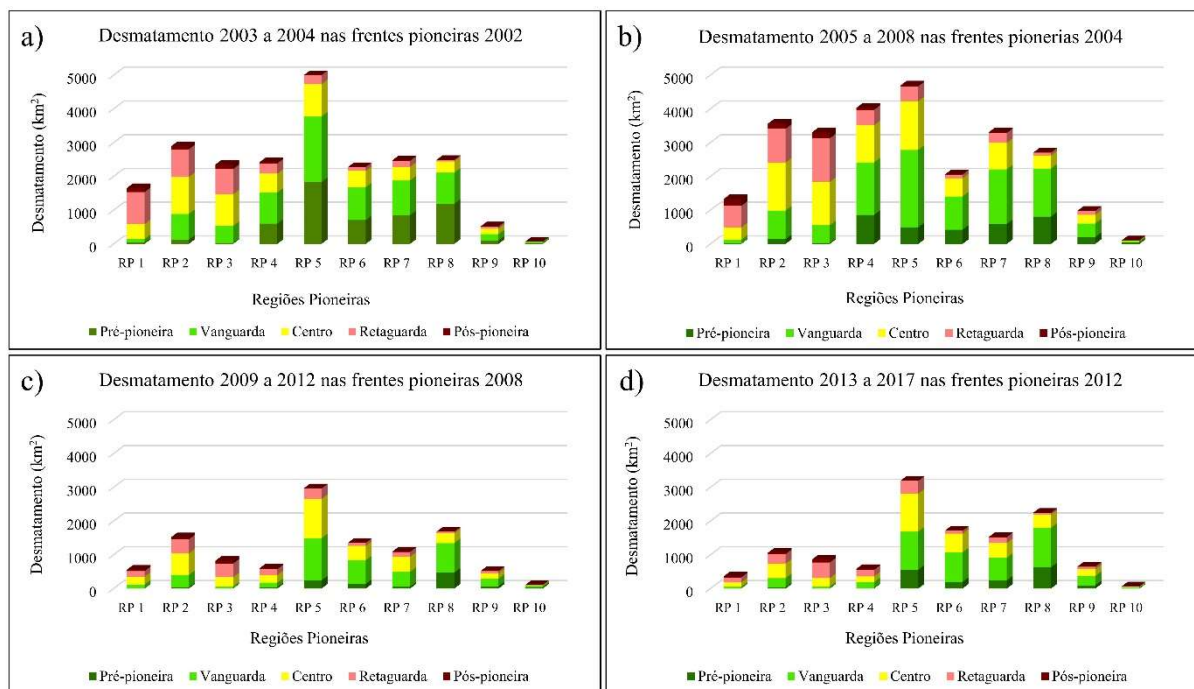 a)
Desmatamento 2003 a 2004 nas frentes pioneiras 2002
Desmatamento (km²)
5000
4000
3000
2000
1000
0
RP 1 RP 2 RP 3 RP 4 RP 5 RP 6 RP 7 RP 8 RP 9 RP 10
Regiões Pioneiras
Pré-pioneira Vanguarda Centro Retaguarda Pós-pioneira
b)
Desmatamento 2005 a 2008 nas frentes pionerias 2004
Desmatamento (km²)
5000
4000
3000
2000
1000
0
RP 1 RP 2 RP 3 RP 4 RP 5 RP 6 RP 7 RP 8 RP 9 RP 10
Regiões Pioneiras
Pré-pioneira Vanguarda Centro Retaguarda Pós-pioneira
c)
Desmatamento 2009 a 2012 nas frentes pioneiras 2008
Desmatamento (km²)
5000
4000
3000
2000
1000
0
RP 1 RP 2 RP 3 RP 4 RP 5 RP 6 RP 7 RP 8 RP 9 RP 10
Regiões Pioneiras
Pré-pioneira Vanguarda Centro Retaguarda Pós-pioneira
d)
Desmatamento 2013 a 2017 nas frentes pioneiras 2012
Desmatamento (km²)
5000
4000
3000
2000
1000
0
RP 1 RP 2 RP 3 RP 4 RP 5 RP 6 RP 7 RP 8 RP 9 RP 10
Regiões Pioneiras
Pré-pioneira Vanguarda Centro Retaguarda Pós-pioneira